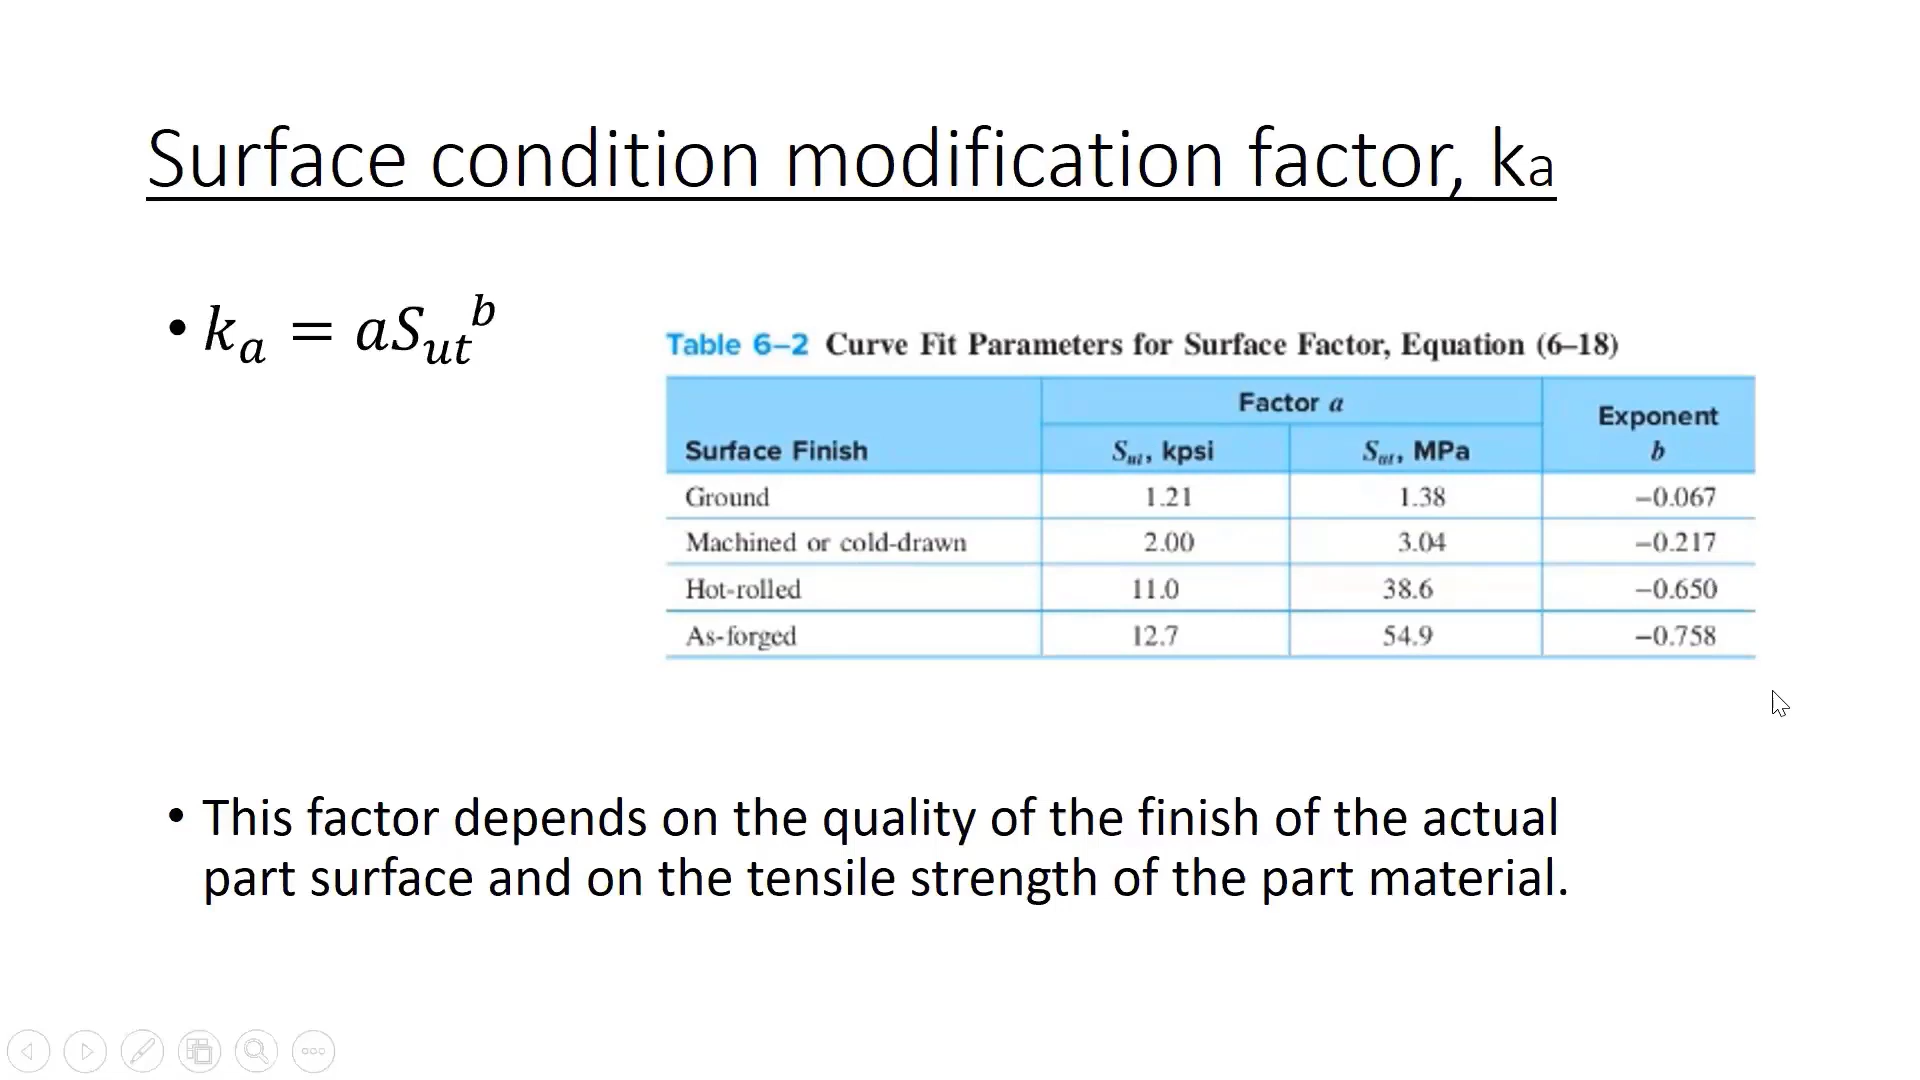 Surface condition modification factor, ka
• kₐ = aSᵤₜᵇ
Table 6–2 Curve Fit Parameters for Surface Factor, Equation (6–18)
Factor a
Exponent
Surface Finish Sut, kpsi Sut, MPa b
Ground 1.21 1.38 −0.067
Machined or cold-drawn 2.00 3.04 −0.217
Hot-rolled 11.0 38.6 −0.650
As-forged 12.7 54.9 −0.758
• This factor depends on the quality of the finish of the actual
part surface and on the tensile strength of the part material.